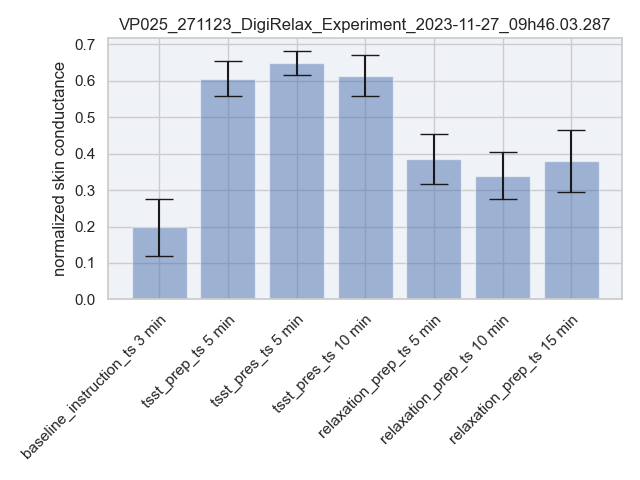 VP025_271123_DigiRelax_Experiment_2023-11-27_09h46.03.287
normalized skin conductance
0.7
0.6
0.5
0.4
0.3
0.2
0.1
0.0
baseline_instruction_ts 3 min
tsst_prep_ts 5 min
tsst_pres_ts 5 min
tsst_pres_ts 10 min
relaxation_prep_ts 5 min
relaxation_prep_ts 10 min
relaxation_prep_ts 15 min